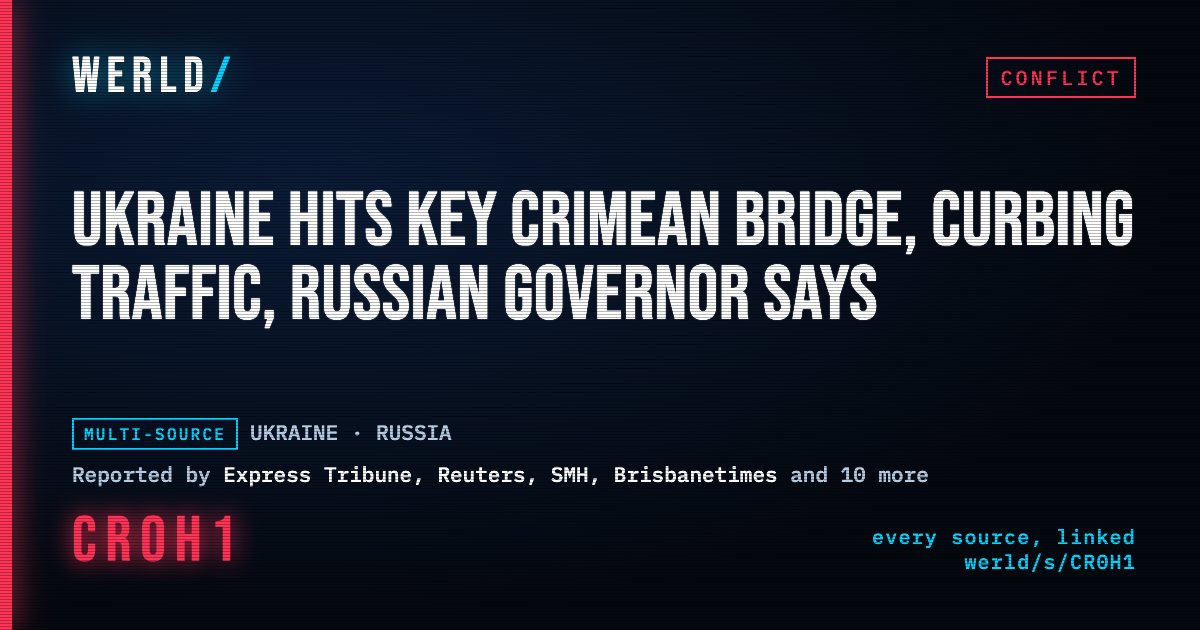 WERLD/
CONFLICT
UKRAINE HITS KEY CRIMEAN BRIDGE, CURBING
TRAFFIC, RUSSIAN GOVERNOR SAYS
MULTI-SOURCE UKRAINE · RUSSIA
Reported by Express Tribune, Reuters, SMH, Brisbanetimes and 10 more
CR0H1
every source, linked
werld/s/CR0H1